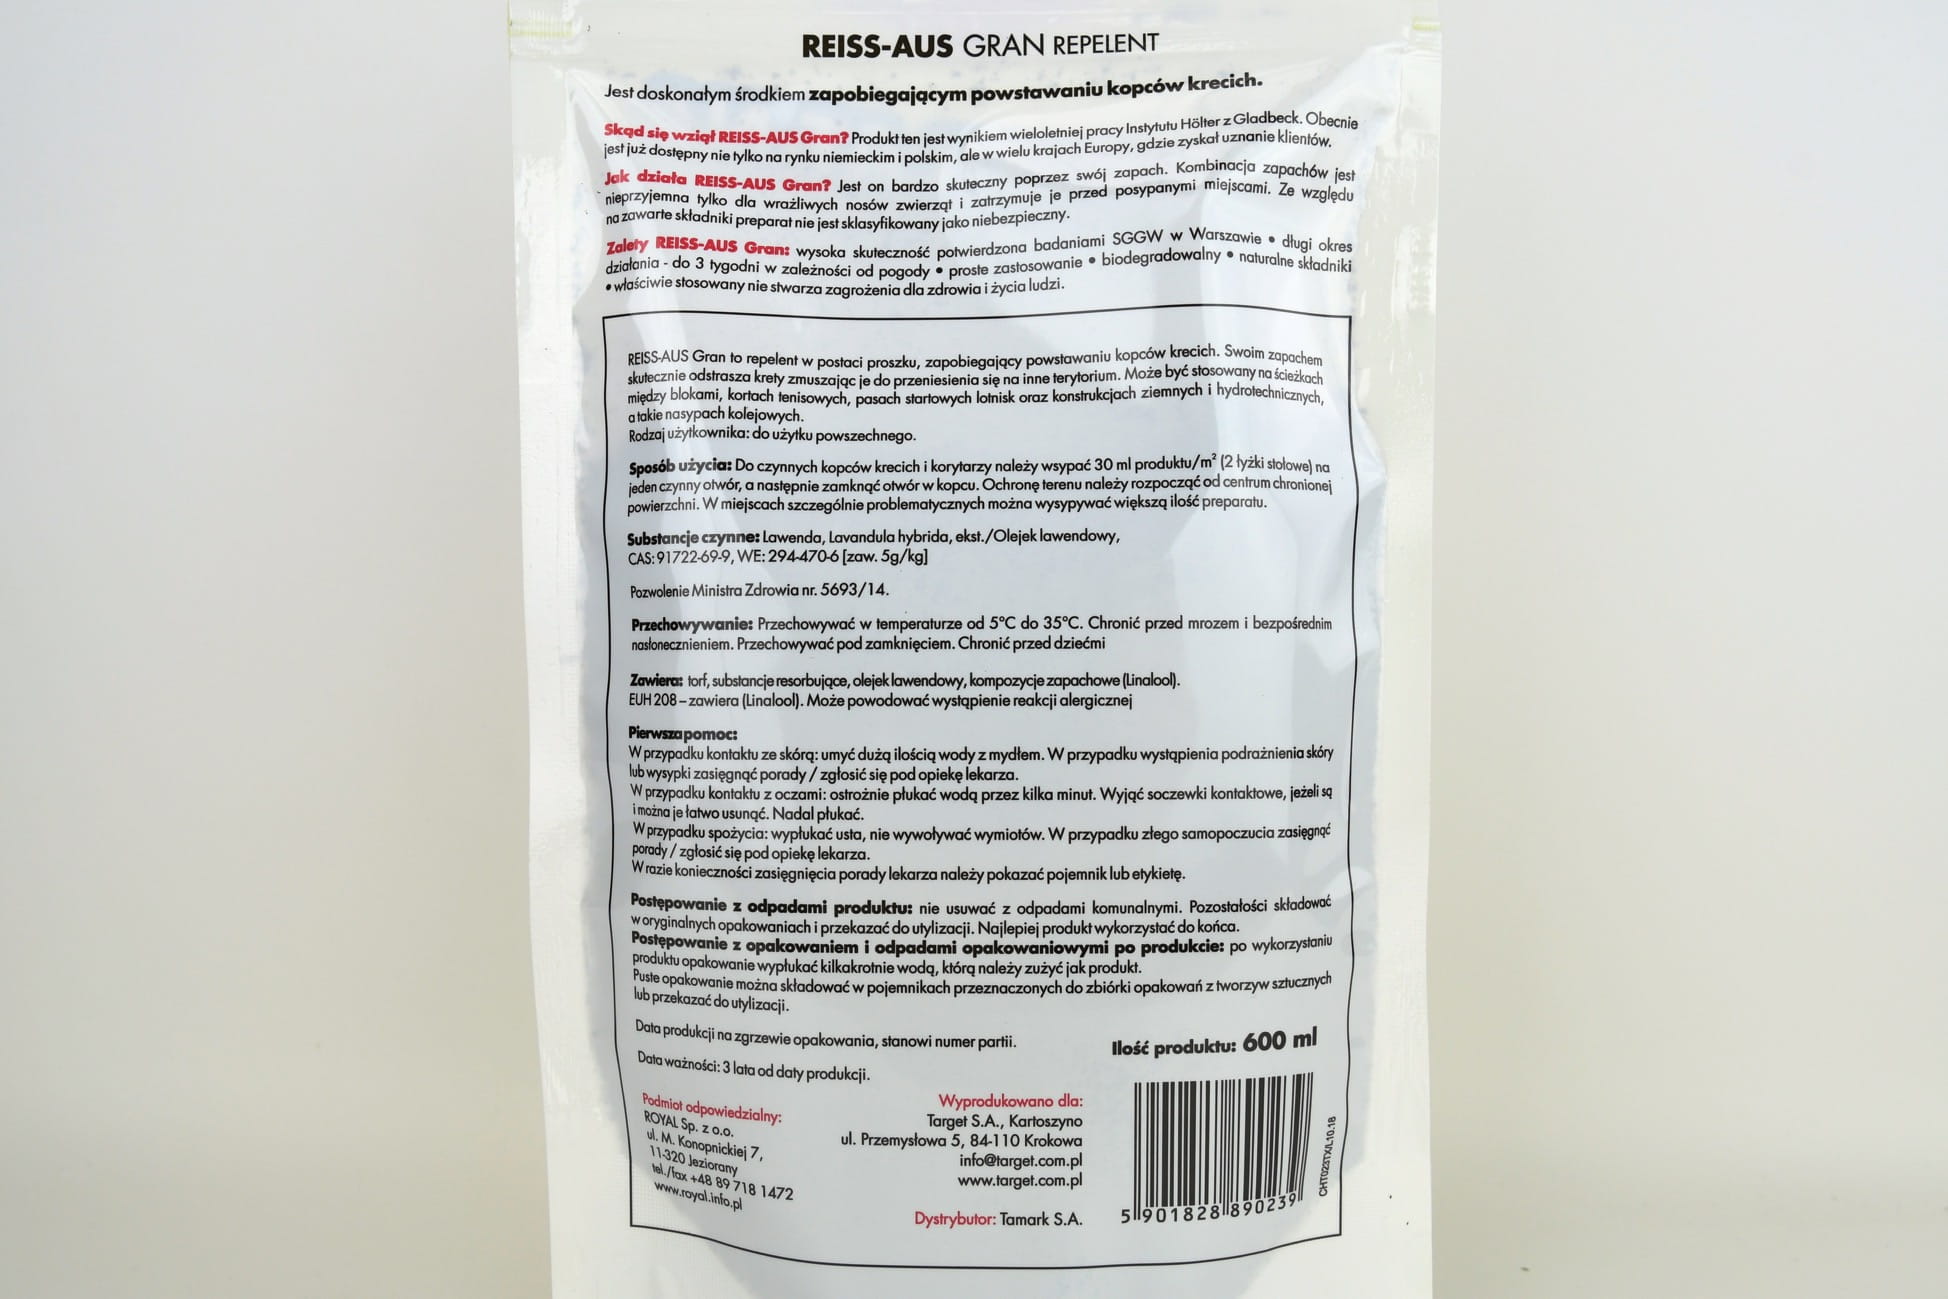 REISS-AUS GRAN REPELENT
Jest doskonałym środkiem zapobiegającym powstawaniu kopców krecich.
Skąd się wziął REISS-AUS Gran? Produkt ten jest wynikiem wieloletniej pracy Instytutu Hölter z Gladbeck. Obecnie
jest już dostępny nie tylko na rynku niemieckim i polskim, ale w wielu krajach Europy, gdzie zyskał uznanie klientów.
Jak działa REISS-AUS Gran? Jest on bardzo skuteczny poprzez swój zapach. Kombinacja zapachów jest
nieprzyjemna tylko dla wrażliwych nosów zwierząt i zatrzymuje je przed posypanymi miejscami. Ze względu
na zawarte składniki preparat nie jest sklasyfikowany jako niebezpieczny.
Zalety REISS-AUS Gran: wysoka skuteczność potwierdzona badaniami SGGW w Warszawie • długi okres
działania - do 3 tygodni w zależności od pogody • proste zastosowanie • biodegradowalny • naturalne składniki
• właściwie stosowany nie stwarza zagrożenia dla zdrowia i życia ludzi.
REISS-AUS Gran to repelent w postaci proszku, zapobiegający powstawaniu kopców krecich. Swoim zapachem
skutecznie odstrasza krety zmuszając je do przeniesienia się na inne terytorium. Może być stosowany na ścieżkach
między blokami, kortach tenisowych, pasach startowych lotnisk oraz konstrukcjach ziemnych i hydrotechnicznych,
a takie nasypach kolejowych.
Rodzaj użytkownika: do użytku powszechnego.
Sposób użycia: Do czynnych kopców krecich i korytarzy należy wsypać 30 ml produktu/m² (2 łyżki stołowe) na
jeden czynny otwór, a następnie zamknąć otwór w kopcu. Ochronę terenu należy rozpocząć od centrum chronionej
powierzchni. W miejscach szczególnie problematycznych można wysypywać większą ilość preparatu.
Substancje czynne: Lawenda, Lavandula hybrida, ekst./Olejek lawendowy,
CAS: 91722-69-9, WE: 294-470-6 [zaw. 5g/kg]
Pozwolenie Ministra Zdrowia nr. 5693/14.
Przechowywanie: Przechowywać w temperaturze od 5°C do 35°C. Chronić przed mrozem i bezpośrednim
nasłonecznieniem. Przechowywać pod zamknięciem. Chronić przed dziećmi
Zawiera: torf, substancje resorbujące, olejek lawendowy, kompozycje zapachowe (Linalool).
EUH 208 – zawiera (Linalool). Może powodować wystąpienie reakcji alergicznej
Pierwsza pomoc:
W przypadku kontaktu ze skórą: umyć dużą ilością wody z mydłem. W przypadku wystąpienia podrażnienia skóry
lub wysypki zasięgnąć porady / zgłosić się pod opiekę lekarza.
W przypadku kontaktu z oczami: ostrożnie płukać wodą przez kilka minut. Wyjąć soczewki kontaktowe, jeżeli są
i można je łatwo usunąć. Nadal płukać.
W przypadku spożycia: wypłukać usta, nie wywoływać wymiotów. W przypadku złego samopoczucia zasięgnąć
porady / zgłosić się pod opiekę lekarza.
W razie konieczności zasięgnięcia porady lekarza należy pokazać pojemnik lub etykietę.
Postępowanie z odpadami produktu: nie usuwać z odpadami komunalnymi. Pozostałości składować
w oryginalnych opakowaniach i przekazać do utylizacji. Najlepiej produkt wykorzystać do końca.
Postępowanie z opakowaniem i odpadami opakowaniowymi po produkcie: po wykorzystaniu
produktu opakowanie wypłukać kilkakrotnie wodą, którą należy zużyć jak produkt.
Puste opakowanie można składować w pojemnikach przeznaczonych do zbiórki opakowań z tworzyw sztucznych
lub przekazać do utylizacji.
Data produkcji na zgrzewie opakowania, stanowi numer partii.
Data ważności: 3 lata od daty produkcji.
Ilość produktu: 600 ml
Podmiot odpowiedzialny:
ROYAL Sp. z o.o.
ul. M. Konopnickiej 7,
11-320 Jeziorany
tel./fax +48 89 718 1472
www.royal.info.pl
Wyprodukowano dla:
Target S.A., Kartoszyno
ul. Przemysłowa 5, 84-110 Krokowa
info@target.com.pl
www.target.com.pl
Dystrybutor: Tamark S.A.
5 901828 890239
CHT023TX/L10.18